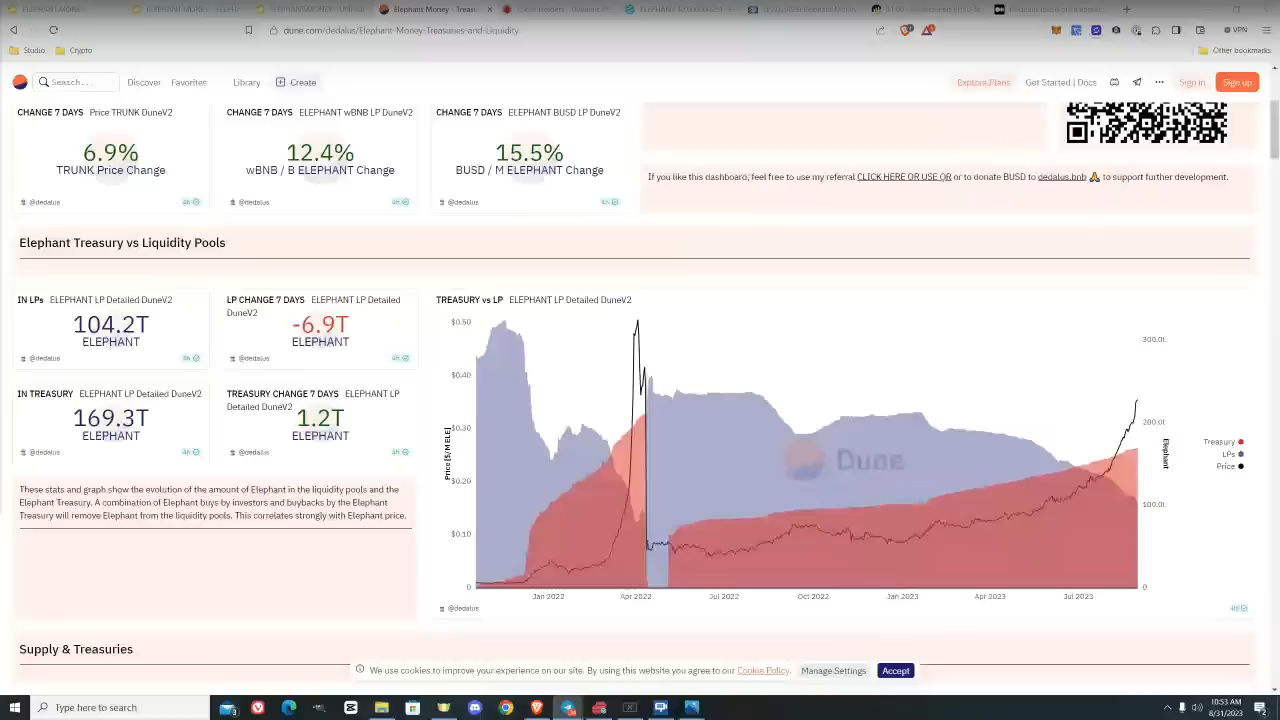 Elephant Money - Treasu
dune.com/dedalus/Elephant-Money-Treasuries-and-Liquidity
VPN
Studio
Crypto
Other bookmarks
Search...
Discover
Favorites
Library
Create
Explore Plans
Get Started | Docs
Sign in
Sign up
CHANGE 7 DAYS Price TRUNK DuneV2
6.9%
TRUNK Price Change
@dedalus
4h
CHANGE 7 DAYS ELEPHANT wBNB LP DuneV2
12.4%
wBNB / B ELEPHANT Change
@dedalus
4h
CHANGE 7 DAYS ELEPHANT BUSD LP DuneV2
15.5%
BUSD / M ELEPHANT Change
@dedalus
If you like this dashboard, feel free to use my referral CLICK HERE OR USE QR or to donate BUSD to dedalus.bnb 🙏 to support further development.
Elephant Treasury vs Liquidity Pools
IN LPs ELEPHANT LP Detailed DuneV2
104.2T
ELEPHANT
@dedalus
LP CHANGE 7 DAYS ELEPHANT LP Detailed
DuneV2
-6.9T
ELEPHANT
@dedalus
4h
IN TREASURY ELEPHANT LP Detailed DuneV2
169.3T
ELEPHANT
@dedalus
TREASURY CHANGE 7 DAYS ELEPHANT LP
Detailed DuneV2
1.2T
ELEPHANT
@dedalus
These stats and graph show the evolution of the amount of Elephant in the liquidity pools and the
Elephant Treasury. A combination of Elephant buys by investors and buybacks by the Elephant
Treasury will remove Elephant from the liquidity pools. This correlates strongly with Elephant price.
TREASURY vs LP ELEPHANT LP Detailed DuneV2
$0.50
$0.40
$0.30
$0.20
$0.10
0
Price [$/M ELE]
300.0t
200.0t
100.0t
0
Elephant
Dune
Treasury
LPs
Price
Jan 2022
Apr 2022
Jul 2022
Oct 2022
Jan 2023
Apr 2023
Jul 2023
@dedalus
Supply & Treasuries
We use cookies to improve your experience on our site. By using this website you agree to our Cookie Policy.
Manage Settings
Accept
Type here to search
10:53 AM
8/31/2023